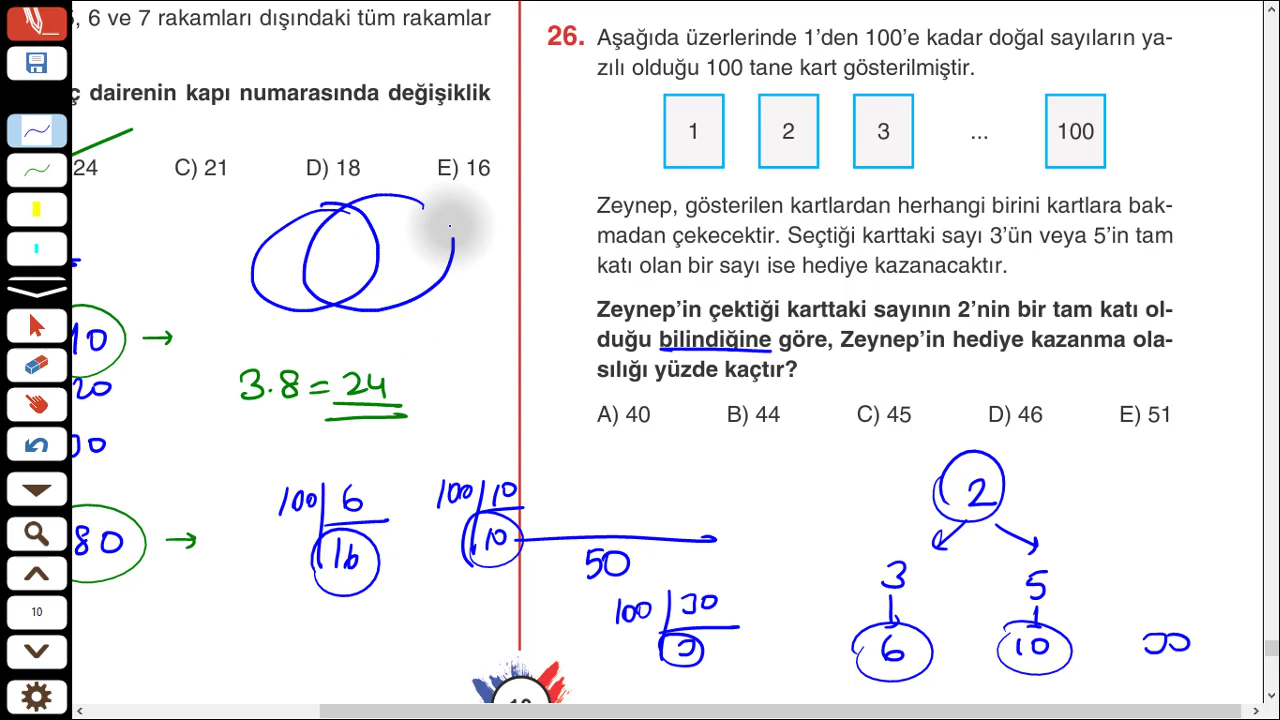 , 6 ve 7 rakamları dışındaki tüm rakamlar
ç dairenin kapı numarasında değişiklik
24 C) 21 D) 18 E) 16
10
20
3.8 = 24
80
100 6
16
100 10
10
50
100 30
3
26. Aşağıda üzerlerinde 1’den 100’e kadar doğal sayıların ya-
zılı olduğu 100 tane kart gösterilmiştir.
1 2 3 ... 100
Zeynep, gösterilen kartlardan herhangi birini kartlara bak-
madan çekecektir. Seçtiği karttaki sayı 3’ün veya 5’in tam
katı olan bir sayı ise hediye kazanacaktır.
Zeynep’in çektiği karttaki sayının 2’nin bir tam katı ol-
duğu bilindiğine göre, Zeynep’in hediye kazanma ola-
sılığı yüzde kaçtır?
A) 40 B) 44 C) 45 D) 46 E) 51
2
3 5
6 10 30
10